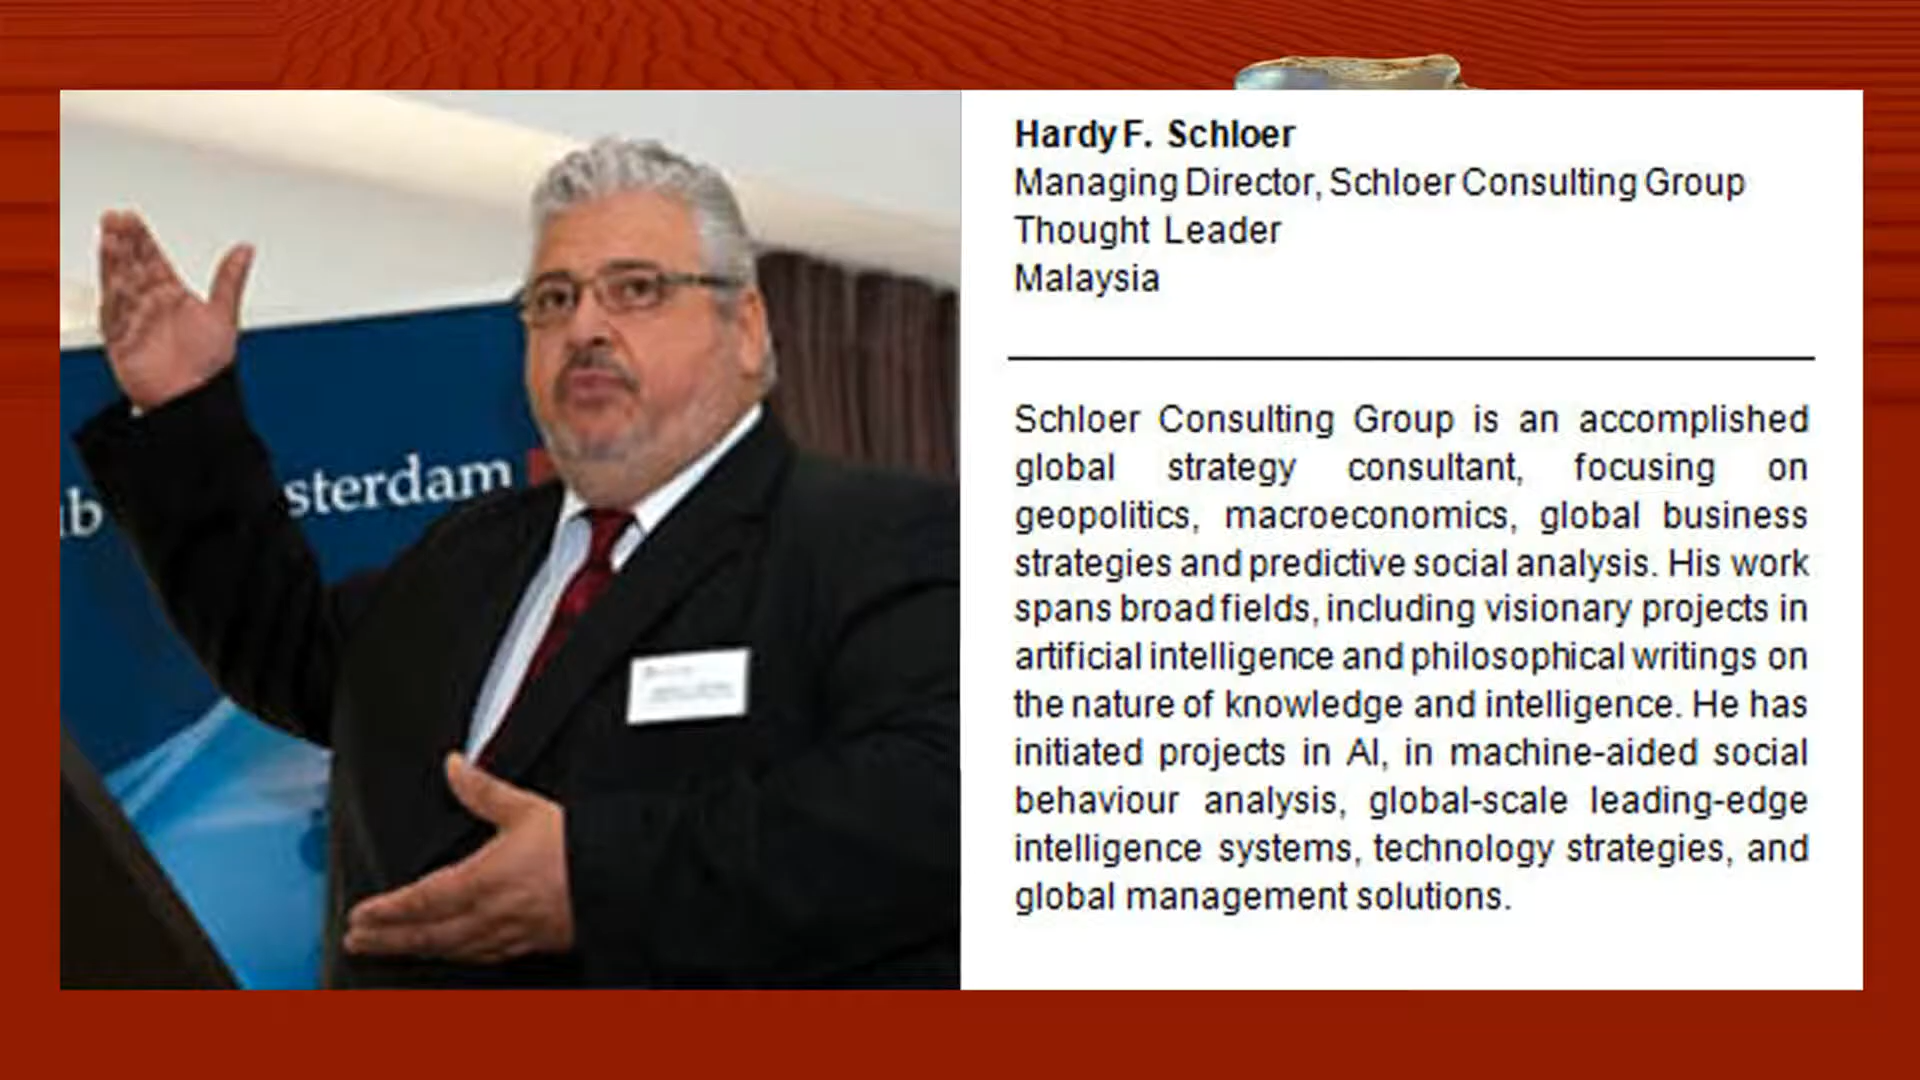 Hardy F. Schloer
Managing Director, Schloer Consulting Group
Thought Leader
Malaysia
Schloer Consulting Group is an accomplished
global strategy consultant, focusing on
geopolitics, macroeconomics, global business
strategies and predictive social analysis. His work
spans broad fields, including visionary projects in
artificial intelligence and philosophical writings on
the nature of knowledge and intelligence. He has
initiated projects in AI, in machine-aided social
behaviour analysis, global-scale leading-edge
intelligence systems, technology strategies, and
global management solutions.
ub sterdam